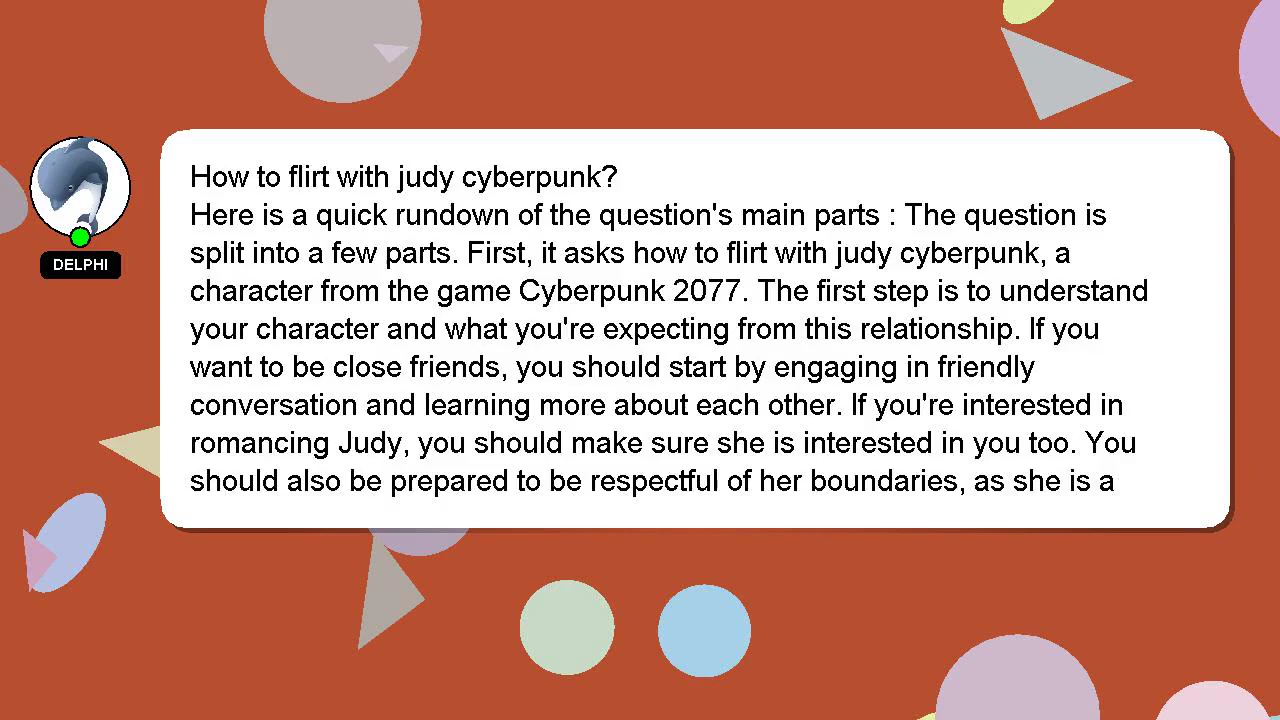 How to flirt with judy cyberpunk?
Here is a quick rundown of the question's main parts : The question is
split into a few parts. First, it asks how to flirt with judy cyberpunk, a
character from the game Cyberpunk 2077. The first step is to understand
your character and what you're expecting from this relationship. If you
want to be close friends, you should start by engaging in friendly
conversation and learning more about each other. If you're interested in
romancing Judy, you should make sure she is interested in you too. You
should also be prepared to be respectful of her boundaries, as she is a
DELPHI